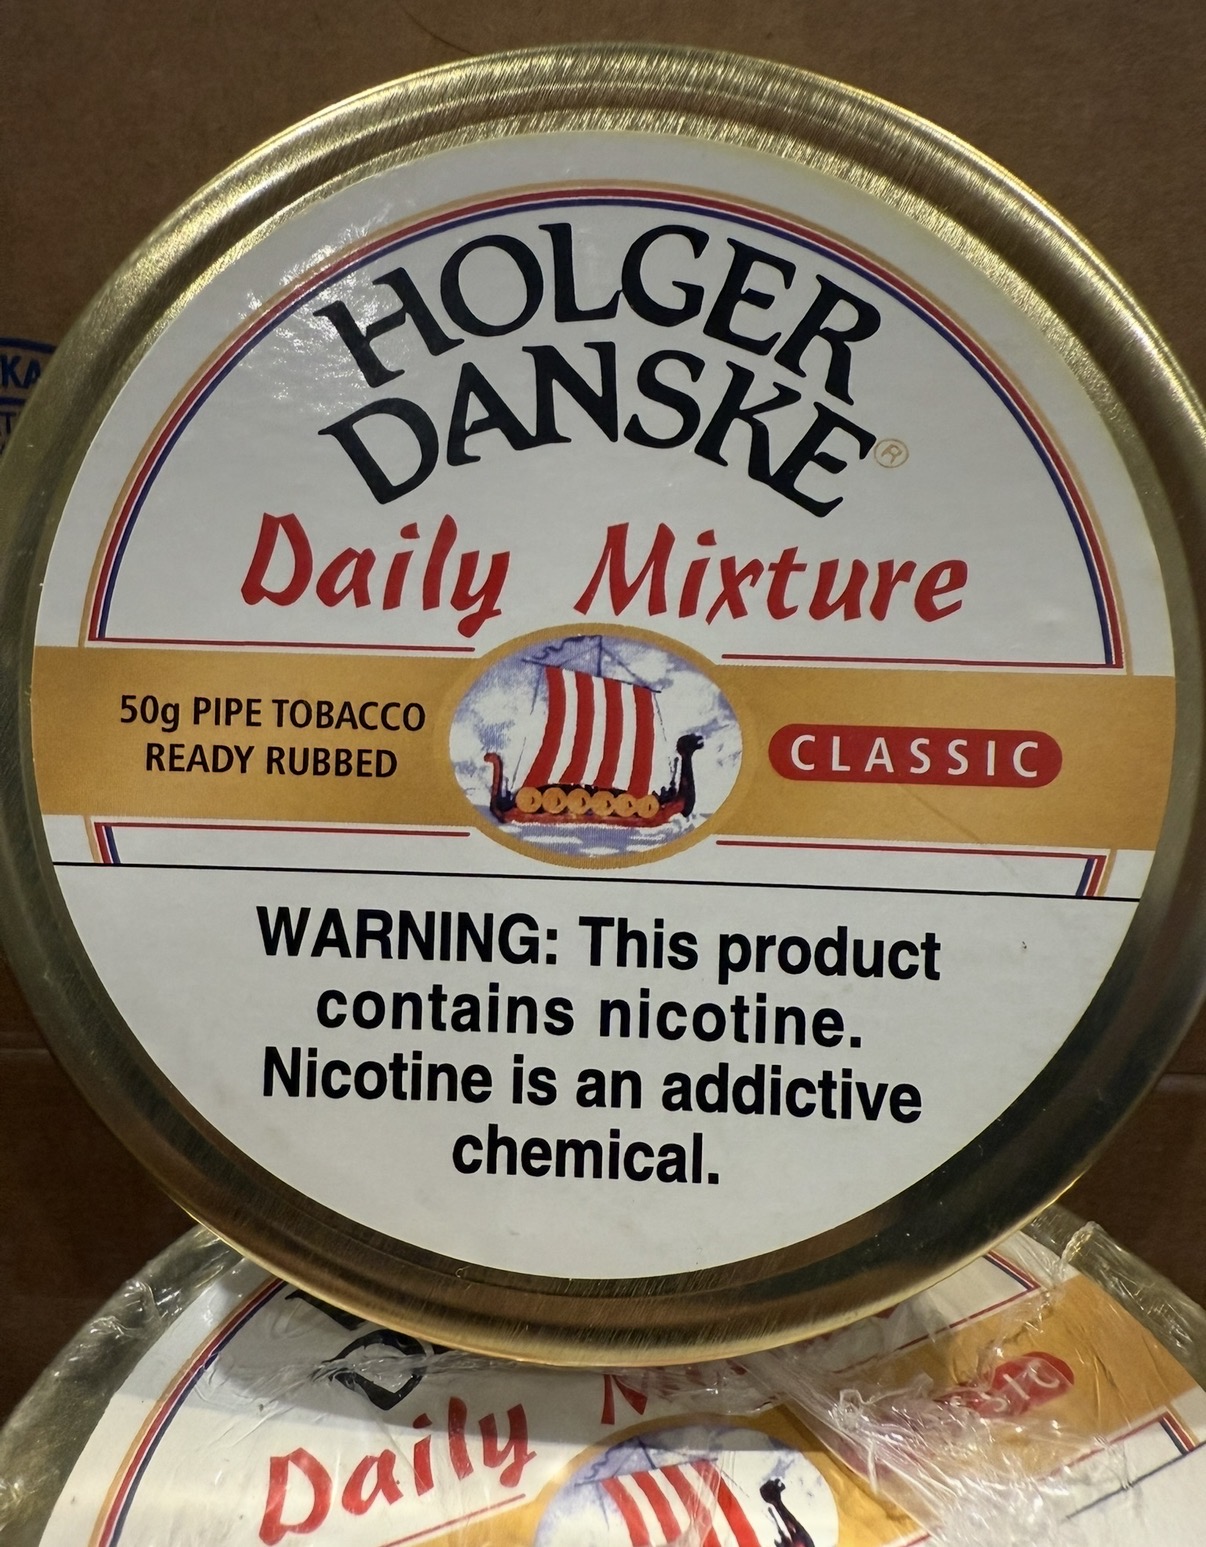 HOLGER
DANSKE®
Daily Mixture
50g PIPE TOBACCO
READY RUBBED
CLASSIC
WARNING: This product
contains nicotine.
Nicotine is an addictive
chemical.
Daily